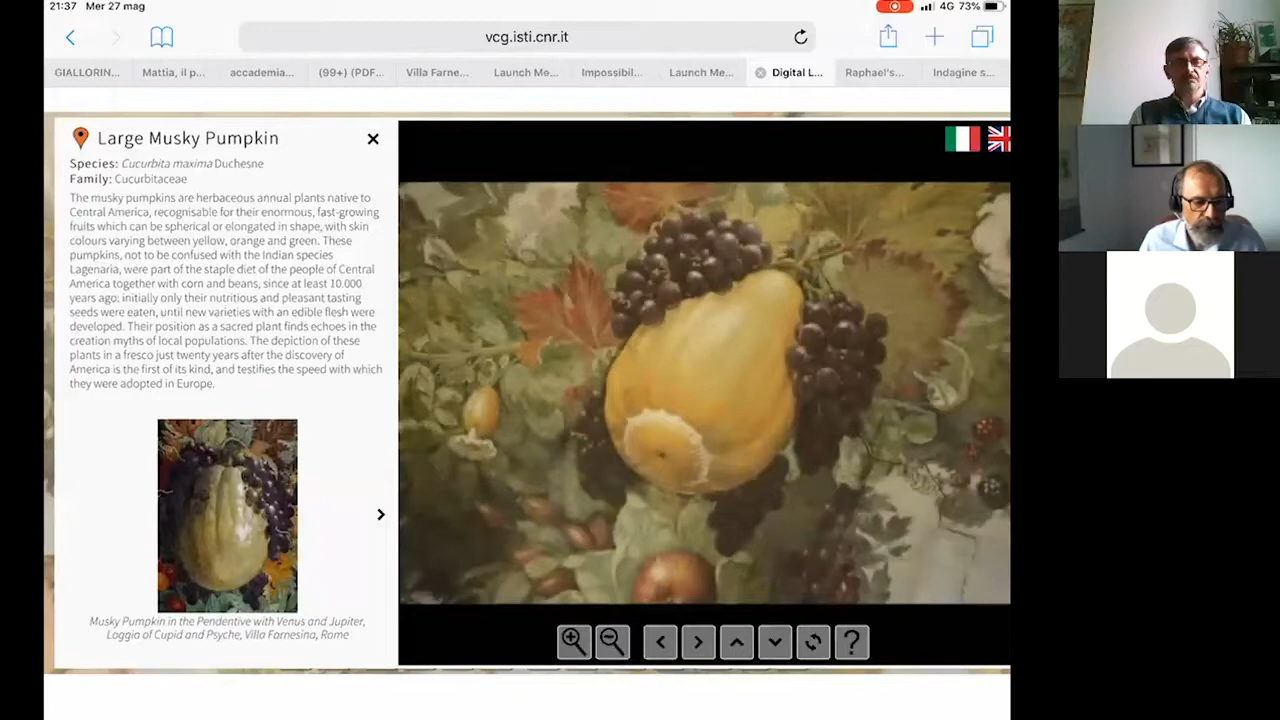 21:37 Mer 27 mag
4G 73%
vcg.isti.cnr.it
GIALLORIN... Mattia, il p... accademia... (99+) (PDF... Villa Farne... Launch Me... Impossibil... Launch Me... Digital L... Raphael's... Indagine s...
Large Musky Pumpkin
Species: Cucurbita maxima Duchesne
Family: Cucurbitaceae
The musky pumpkins are herbaceous annual plants native to
Central America, recognisable for their enormous, fast-growing
fruits which can be spherical or elongated in shape, with skin
colours varying between yellow, orange and green. These
pumpkins, not to be confused with the Indian species
Lagenaria, were part of the staple diet of the people of Central
America together with corn and beans, since at least 10.000
years ago: initially only their nutritious and pleasant tasting
seeds were eaten, until new varieties with an edible flesh were
developed. Their position as a sacred plant finds echoes in the
creation myths of local populations. The depiction of these
plants in a fresco just twenty years after the discovery of
America is the first of its kind, and testifies the speed with which
they were adopted in Europe.
Musky Pumpkin in the Pendentive with Venus and Jupiter,
Loggia of Cupid and Psyche, Villa Farnesina, Rome
?